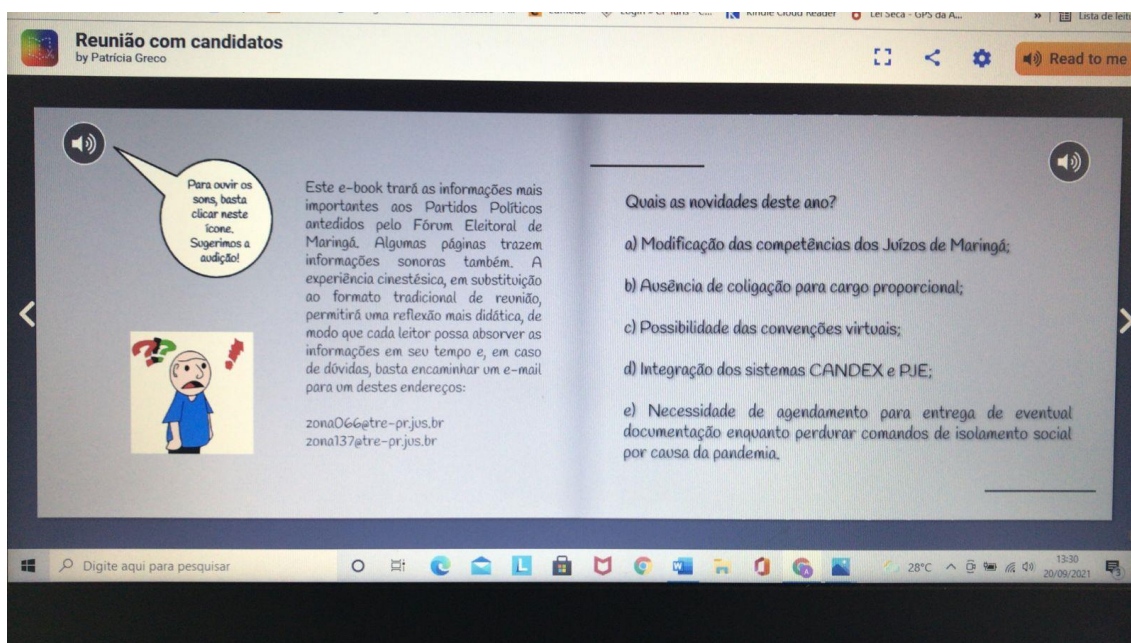 Kindle Cloud Reader
Lei Seca - GPS da A...
»
Lista de leit
Reunião com candidatos
by Patrícia Greco
Read to me
Para ouvir os
sons, basta
clicar neste
ícone.
Sugerimos a
audição!
Este e-book trará as informações mais
importantes aos Partidos Políticos
antedidos pelo Fórum Eleitoral de
Maringá. Algumas páginas trazem
informações sonoras também. A
experiência cinestésica, em substituição
ao formato tradicional de reunião,
permitirá uma reflexão mais didática, de
modo que cada leitor possa absorver as
informações em seu tempo e, em caso
de dúvidas, basta encaminhar um e-mail
para um destes endereços:
zona066@tre-pr.jus.br
zona137@tre-pr.jus.br
Quais as novidades deste ano?
a) Modificação das competências dos Juízos de Maringá;
b) Ausência de coligação para cargo proporcional;
c) Possibilidade das convenções virtuais;
d) Integração dos sistemas CANDEX e PJE;
e) Necessidade de agendamento para entrega de eventual
documentação enquanto perdurar comandos de isolamento social
por causa da pandemia.
Digite aqui para pesquisar
28°C
13:30
20/09/2021